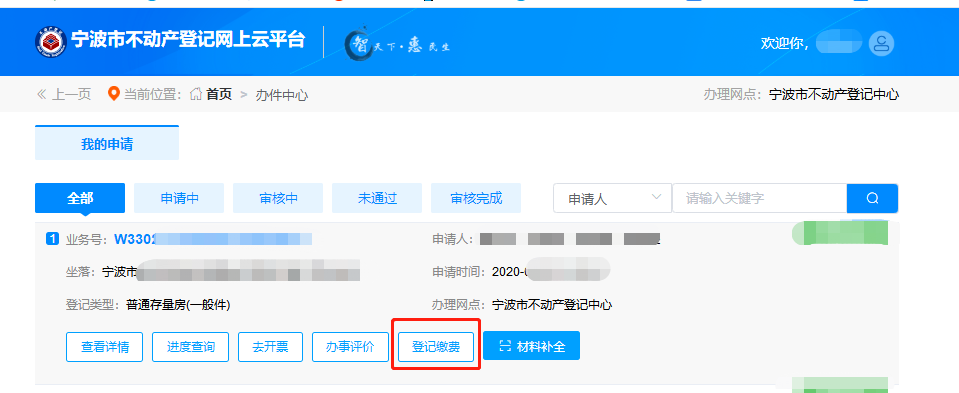 宁波市不动产登记网上云平台 智天下·惠民生 欢迎你，
上一页 当前位置： 首页 > 办件中心 办理网点： 宁波市不动产登记中心
我的申请
全部 申请中 审核中 未通过 审核完成 申请人 请输入关键字
1 业务号： W3302 申请人：
坐落： 宁波市 申请时间： 2020-
登记类型： 普通存量房(一般件) 办理网点： 宁波市不动产登记中心
查看详情 进度查询 去开票 办事评价 登记缴费 材料补全